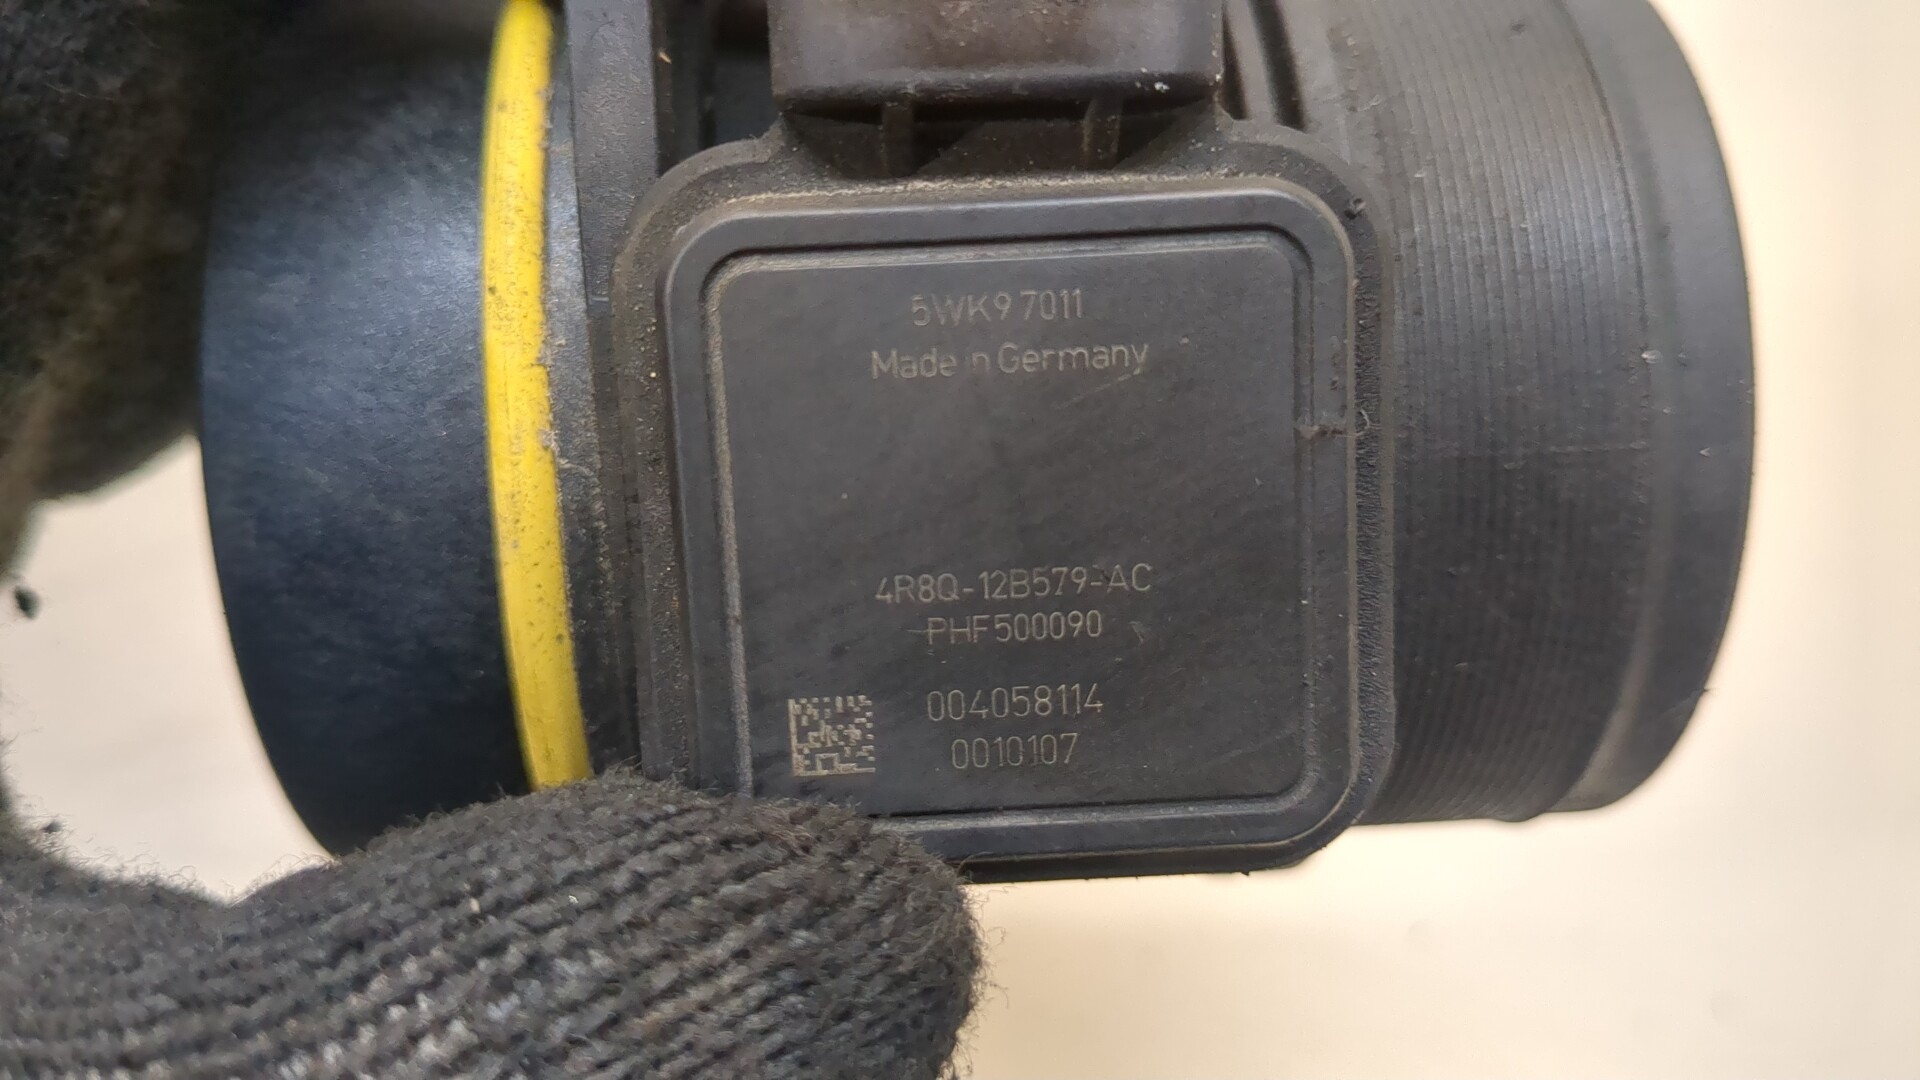 5WK9 7011
Made in Germany
4R8Q-12B579-AC
PHF500090
004058114
0010107